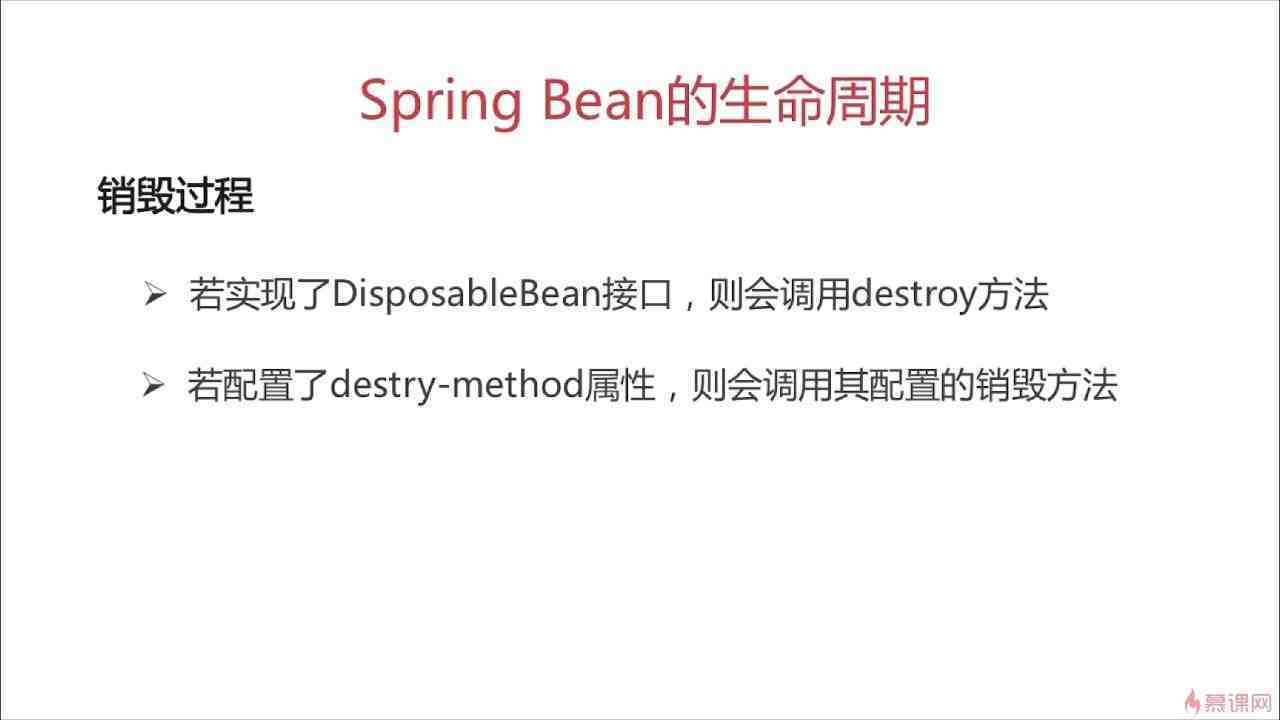 Spring Bean的生命周期
销毁过程
若实现了DisposableBean接口，则会调用destroy方法
若配置了destry-method属性，则会调用其配置的销毁方法
慕课网